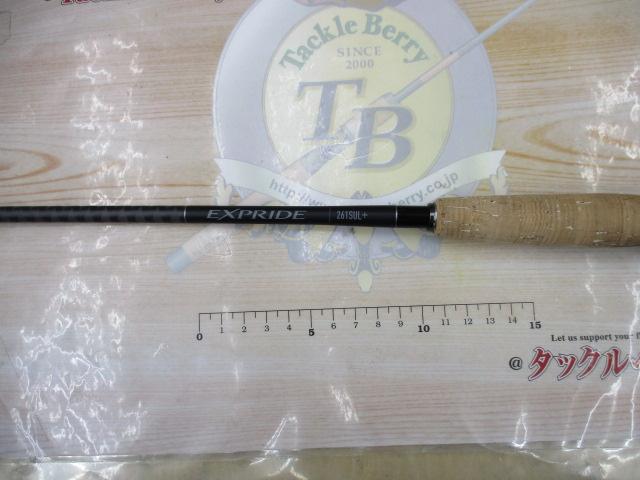 Tackle Berry
SINCE
2000
TB
EXPRIDE 261SUL+
0 1 2 3 4 5 6 7 8 9 10 11 12 13 14 15
Let us support you
@タックル